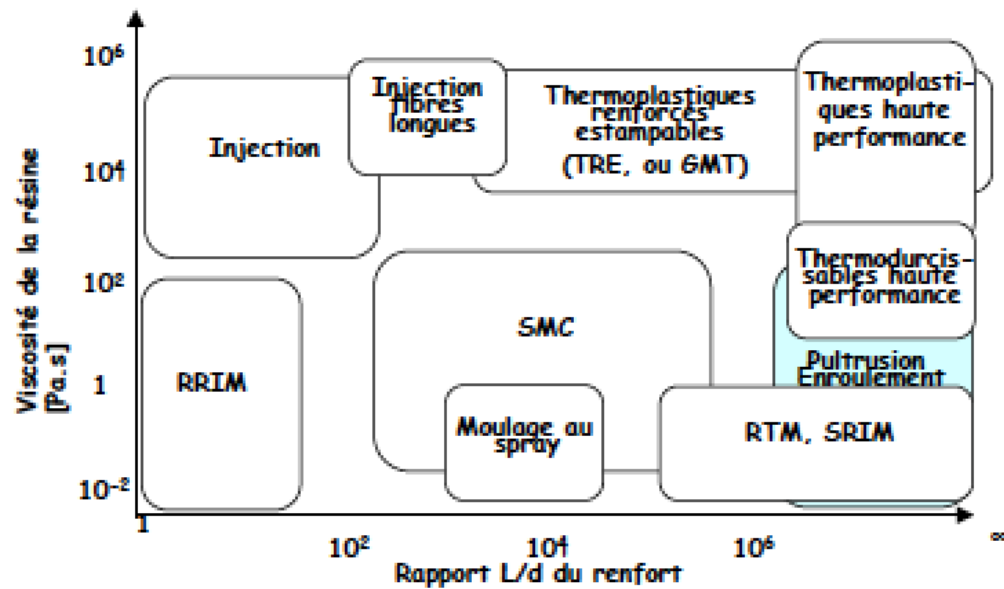 10⁶
10⁴
10²
1
10⁻²
Viscosité de la résine
[Pa.s]
Injection
Injection
fibres
longues
Thermoplastiques
renforcés
estampables
(TRE, ou GMT)
Thermoplasti-
ques haute
performance
Thermodurcis-
sables haute
performance
RRIM
SMC
Pultrusion
Enroulement
Moulage au
spray
RTM, SRIM
1
10²
10⁴
10⁶
∞
Rapport L/d du renfort